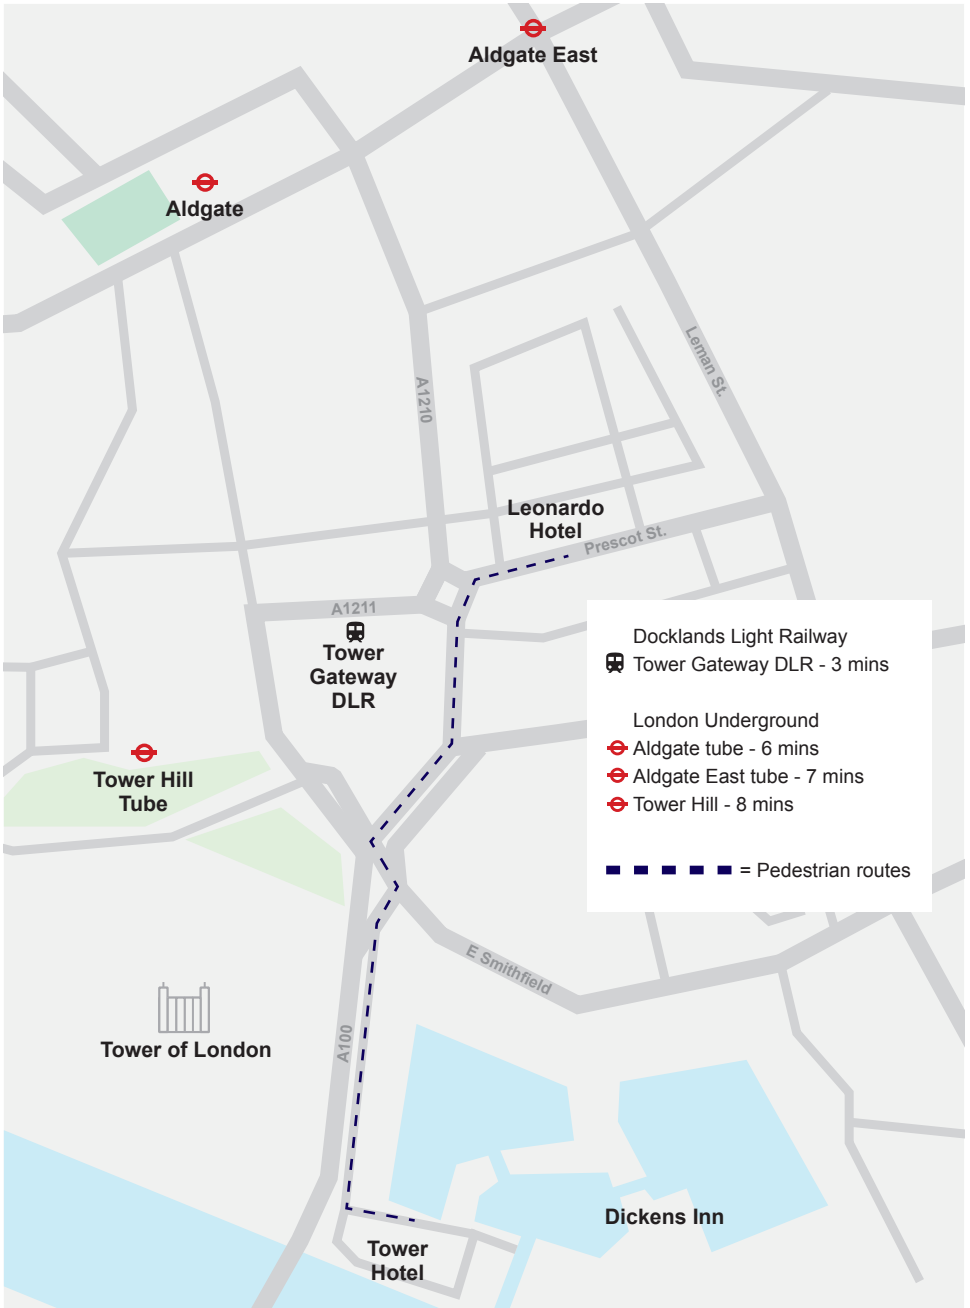 Aldgate East
Aldgate
Leman St.
A1210
Leonardo
Hotel
Prescot St.
A1211
Tower
Gateway
DLR
Docklands Light Railway
Tower Gateway DLR - 3 mins
London Underground
Aldgate tube - 6 mins
Aldgate East tube - 7 mins
Tower Hill - 8 mins
= Pedestrian routes
Tower Hill
Tube
E Smithfield
Tower of London
A100
Dickens Inn
Tower
Hotel